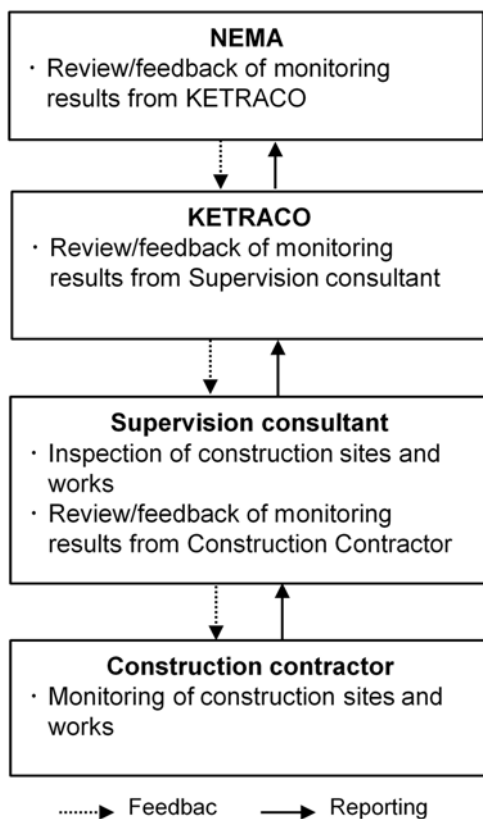 NEMA
· Review/feedback of monitoring
results from KETRACO
KETRACO
· Review/feedback of monitoring
results from Supervision consultant
Supervision consultant
· Inspection of construction sites and
works
· Review/feedback of monitoring
results from Construction Contractor
Construction contractor
· Monitoring of construction sites and
works
Feedbac Reporting